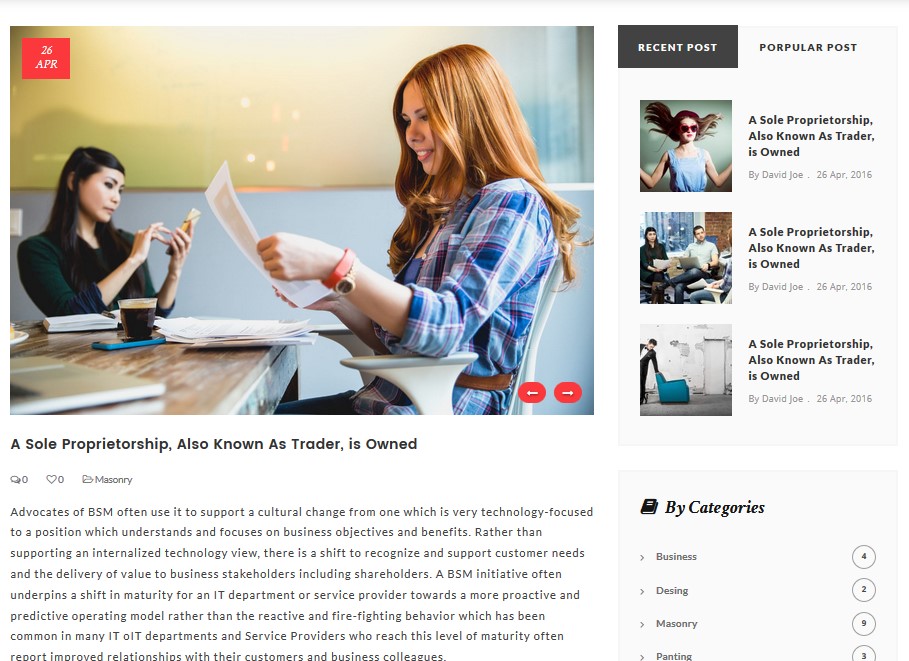 26
APR
A Sole Proprietorship, Also Known As Trader, is Owned
0 0 Masonry
Advocates of BSM often use it to support a cultural change from one which is very technology-focused
to a position which understands and focuses on business objectives and benefits. Rather than
supporting an internalized technology view, there is a shift to recognize and support customer needs
and the delivery of value to business stakeholders including shareholders. A BSM initiative often
underpins a shift in maturity for an IT department or service provider towards a more proactive and
predictive operating model rather than the reactive and fire-fighting behavior which has been
common in many IT oIT departments and Service Providers who reach this level of maturity often
report improved relationships with their customers and business colleagues.
RECENT POST PORPULAR POST
A Sole Proprietorship,
Also Known As Trader,
is Owned
By David Joe . 26 Apr, 2016
A Sole Proprietorship,
Also Known As Trader,
is Owned
By David Joe . 26 Apr, 2016
A Sole Proprietorship,
Also Known As Trader,
is Owned
By David Joe . 26 Apr, 2016
By Categories
Business 4
Desing 2
Masonry 9
Panting 3